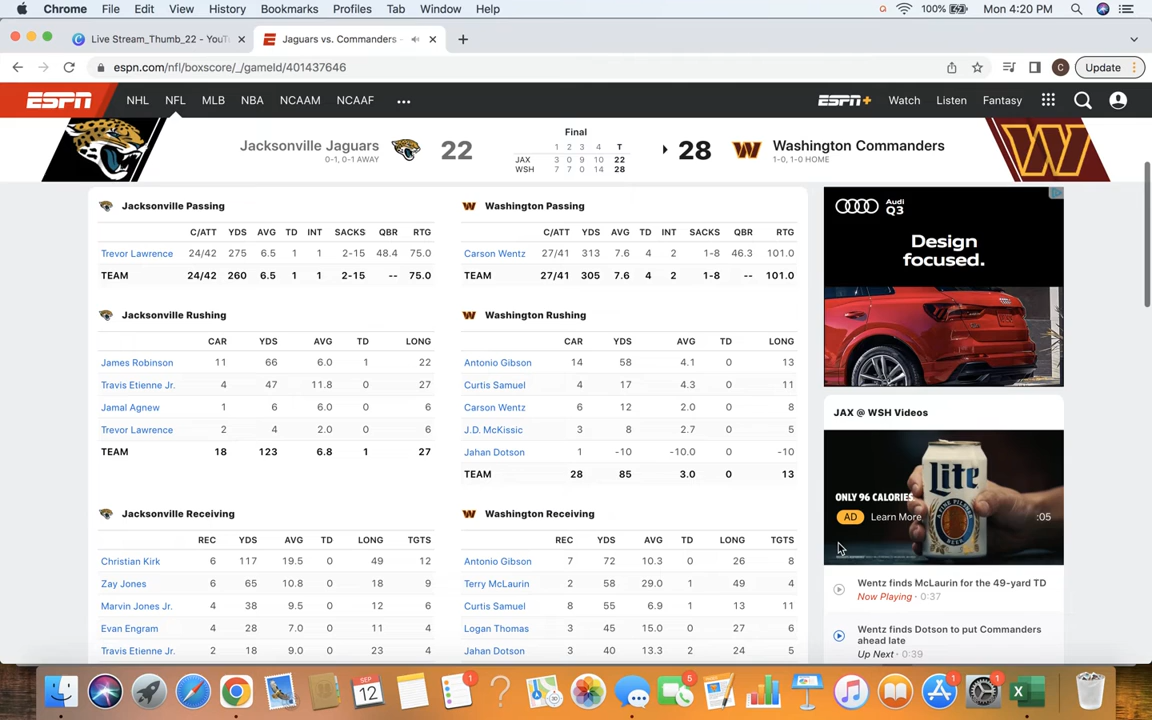 Chrome File Edit View History Bookmarks Profiles Tab Window Help 100% Mon 4:20 PM
Live Stream_Thumb_22 - YouT Jaguars vs. Commanders -
espn.com/nfl/boxscore/_/gameId/401437646 C Update
ESPN NHL NFL MLB NBA NCAAM NCAAF ••• ESPN+ Watch Listen Fantasy
Final
Jacksonville Jaguars 22 1 2 3 4 T 28 Washington Commanders
0-1, 0-1 AWAY JAX 3 0 9 10 22 1-0, 1-0 HOME
WSH 7 7 0 14 28
Jacksonville Passing
C/ATT YDS AVG TD INT SACKS QBR RTG
Trevor Lawrence 24/42 275 6.5 1 1 2-15 48.4 75.0
TEAM 24/42 260 6.5 1 1 2-15 -- 75.0
Washington Passing
C/ATT YDS AVG TD INT SACKS QBR RTG
Carson Wentz 27/41 313 7.6 4 2 1-8 46.3 101.0
TEAM 27/41 305 7.6 4 2 1-8 -- 101.0
Jacksonville Rushing
CAR YDS AVG TD LONG
James Robinson 11 66 6.0 1 22
Travis Etienne Jr. 4 47 11.8 0 27
Jamal Agnew 1 6 6.0 0 6
Trevor Lawrence 2 4 2.0 0 6
TEAM 18 123 6.8 1 27
Washington Rushing
CAR YDS AVG TD LONG
Antonio Gibson 14 58 4.1 0 13
Curtis Samuel 4 17 4.3 0 11
Carson Wentz 6 12 2.0 0 8
J.D. McKissic 3 8 2.7 0 5
Jahan Dotson 1 -10 -10.0 0 -10
TEAM 28 85 3.0 0 13
Jacksonville Receiving
REC YDS AVG TD LONG TGTS
Christian Kirk 6 117 19.5 0 49 12
Zay Jones 6 65 10.8 0 18 9
Marvin Jones Jr. 4 38 9.5 0 12 6
Evan Engram 4 28 7.0 0 11 4
Travis Etienne Jr. 2 18 9.0 0 23 4
Washington Receiving
REC YDS AVG TD LONG TGTS
Antonio Gibson 7 72 10.3 0 26 8
Terry McLaurin 2 58 29.0 1 49 4
Curtis Samuel 8 55 6.9 1 13 11
Logan Thomas 3 45 15.0 0 27 6
Jahan Dotson 3 40 13.3 2 24 5
Audi
Q3
Design
focused.
JAX @ WSH Videos
Lite
ONLY 96 CALORIES
AD Learn More :05
Wentz finds McLaurin for the 49-yard TD
Now Playing - 0:37
Wentz finds Dotson to put Commanders
ahead late
Up Next - 0:39
SEP
12
1 5 1 1